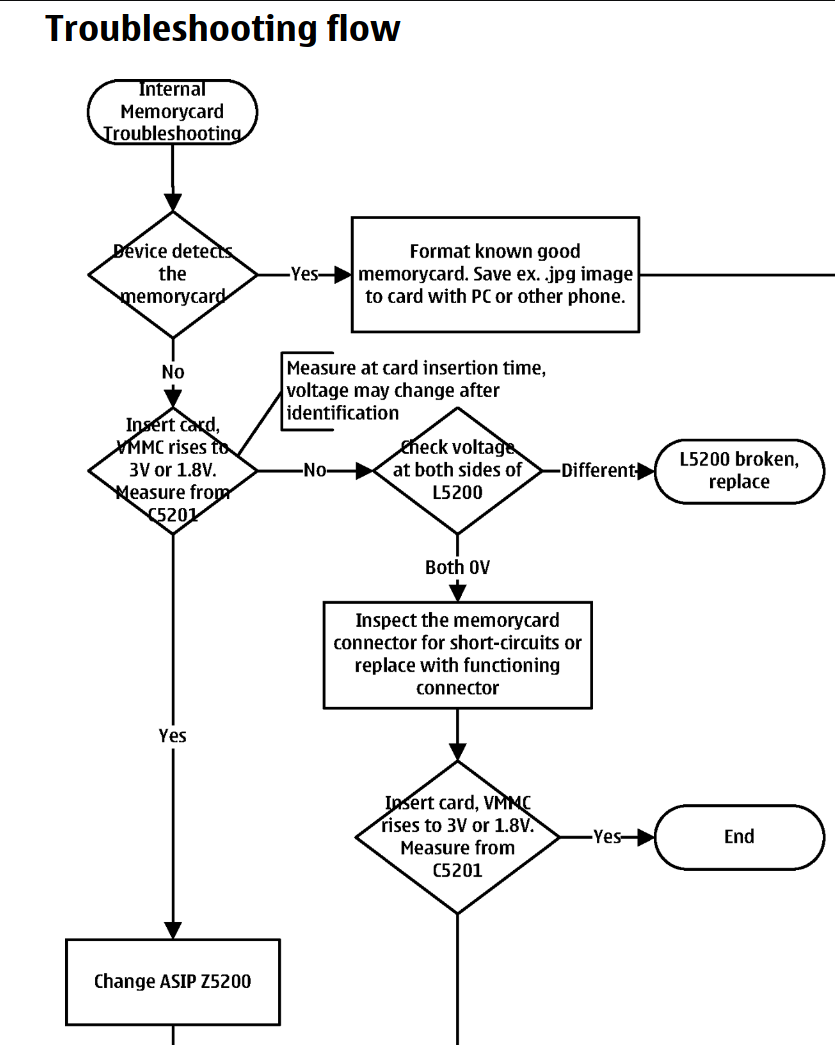 Troubleshooting flow
Internal
Memorycard
Troubleshooting
Device detects
the
memorycard
Yes
Format known good
memorycard. Save ex. .jpg image
to card with PC or other phone.
No
Measure at card insertion time,
voltage may change after
identification
Insert card,
VMMC rises to
3V or 1.8V.
Measure from
C5201
No
Check voltage
at both sides of
L5200
Different
L5200 broken,
replace
Both 0V
Inspect the memorycard
connector for short-circuits or
replace with functioning
connector
Yes
Insert card, VMMC
rises to 3V or 1.8V.
Measure from
C5201
Yes
End
Change ASIP Z5200